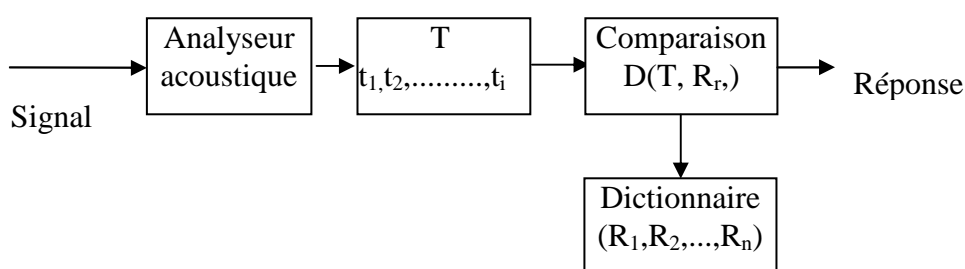 Signal
Analyseur
acoustique
T
t₁,t₂,.........,tᵢ
Comparaison
D(T, Rᵣ,)
Réponse
Dictionnaire
(R₁,R₂,...,Rₙ)